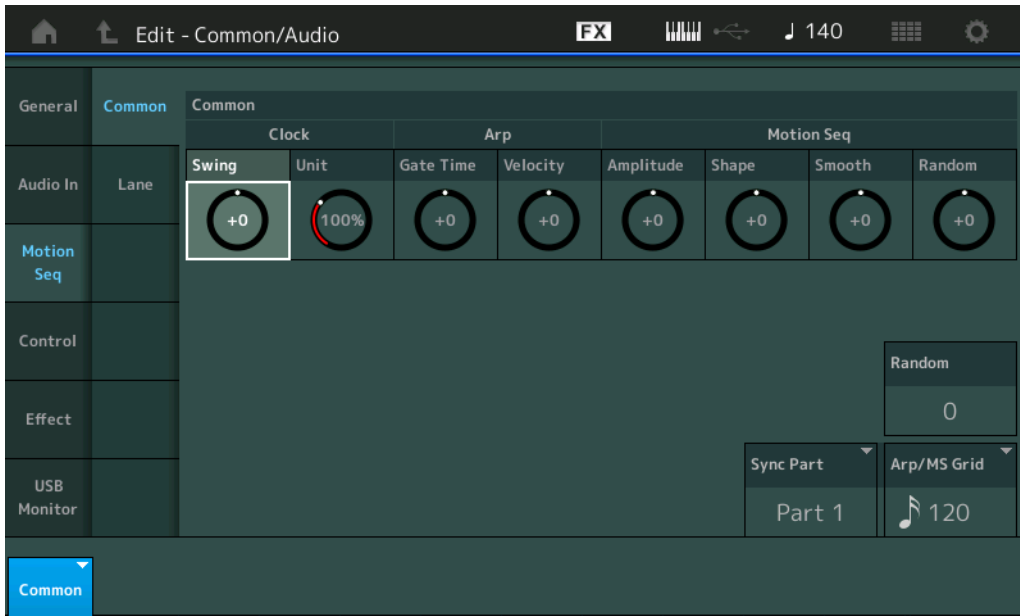 Edit - Common/Audio FX 140
General Common Common
Clock Arp Motion Seq
Swing Unit Gate Time Velocity Amplitude Shape Smooth Random
Audio In Lane
+0 100% +0 +0 +0 +0 +0 +0
Motion
Seq
Control
Random
0
Effect
Sync Part Arp/MS Grid
USB
Monitor
Part 1 120
Common